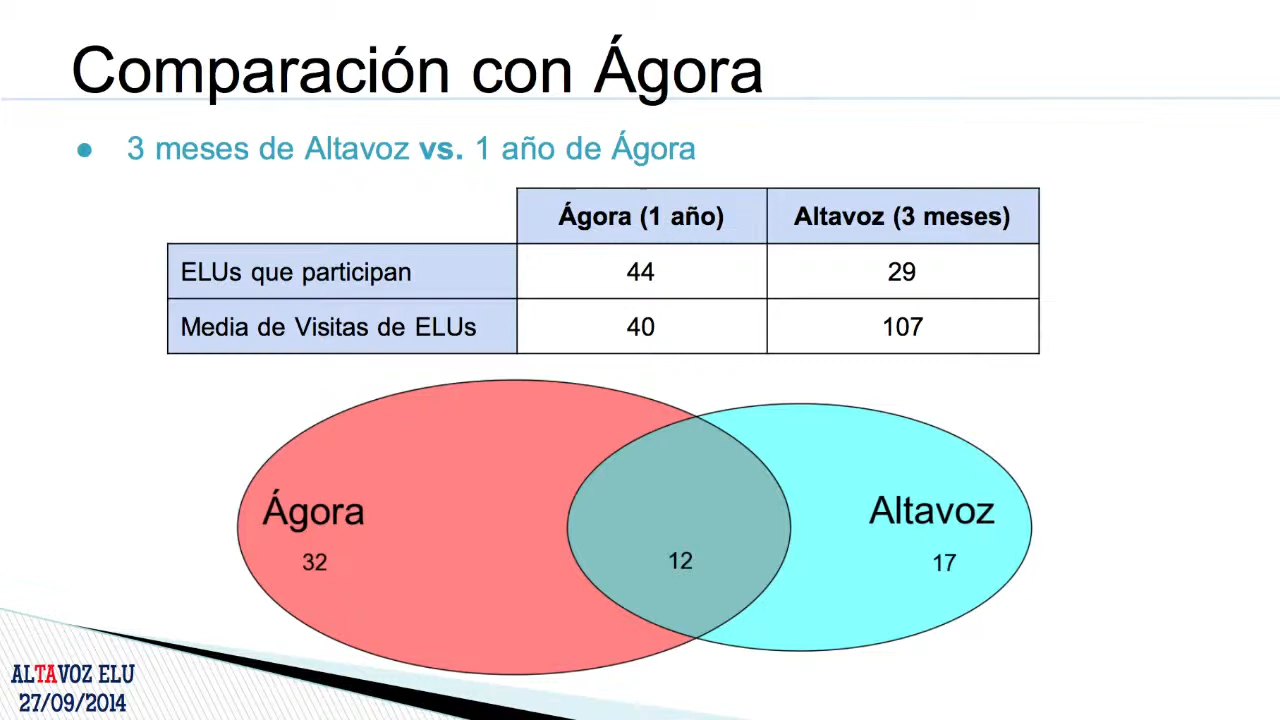 Comparación con Ágora
● 3 meses de Altavoz vs. 1 año de Ágora
Ágora (1 año) Altavoz (3 meses)
ELUs que participan 44 29
Media de Visitas de ELUs 40 107
Ágora Altavoz
32 12 17
ALTAVOZ ELU
27/09/2014